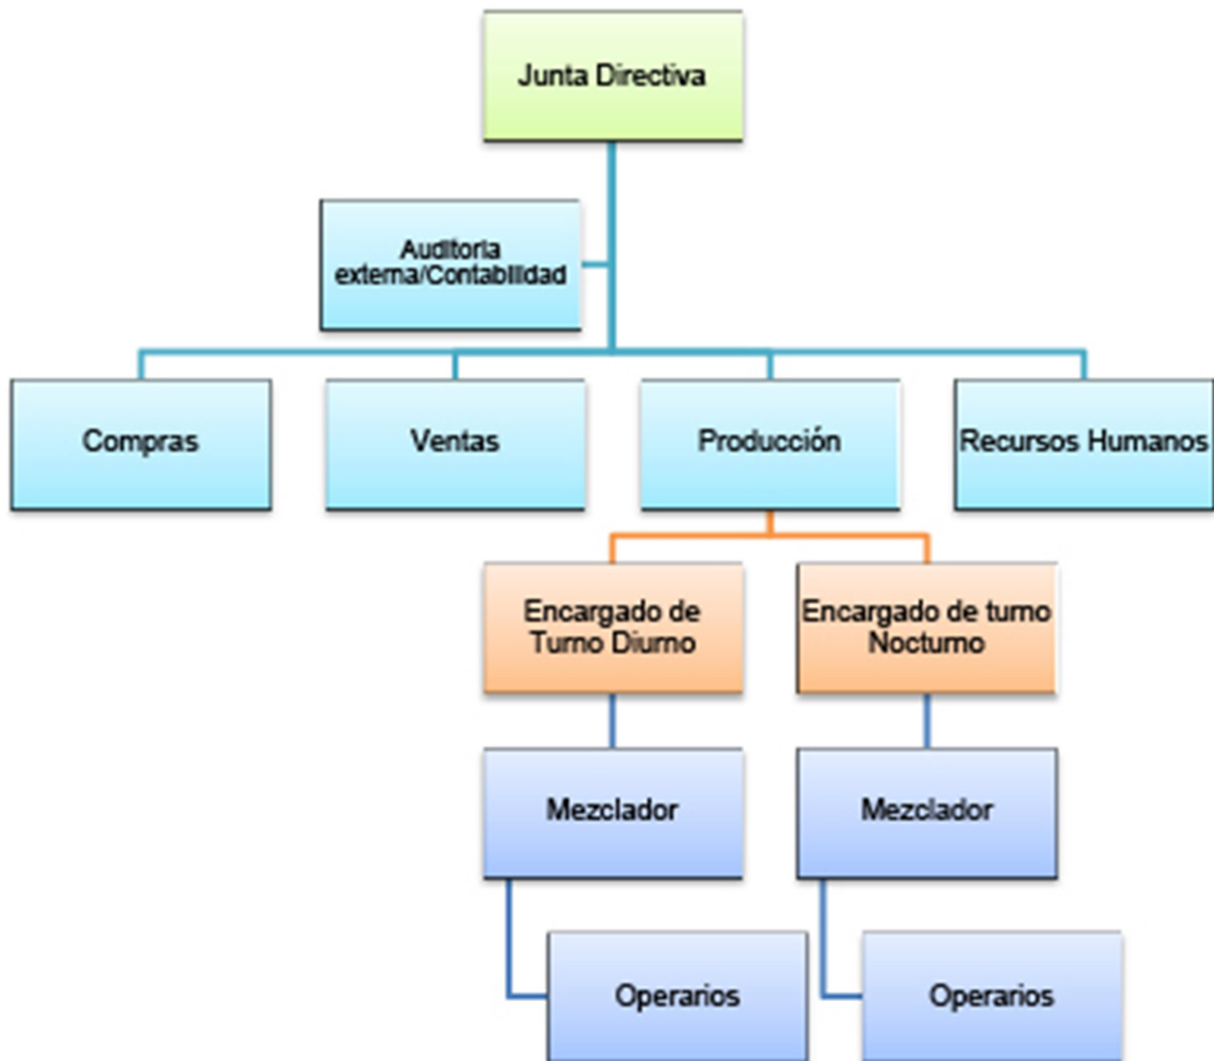 Junta Directiva
Auditoria
externa/Contabilidad
Compras
Ventas
Producción
Recursos Humanos
Encargado de
Turno Diurno
Encargado de turno
Nocturno
Mezclador
Mezclador
Operarios
Operarios